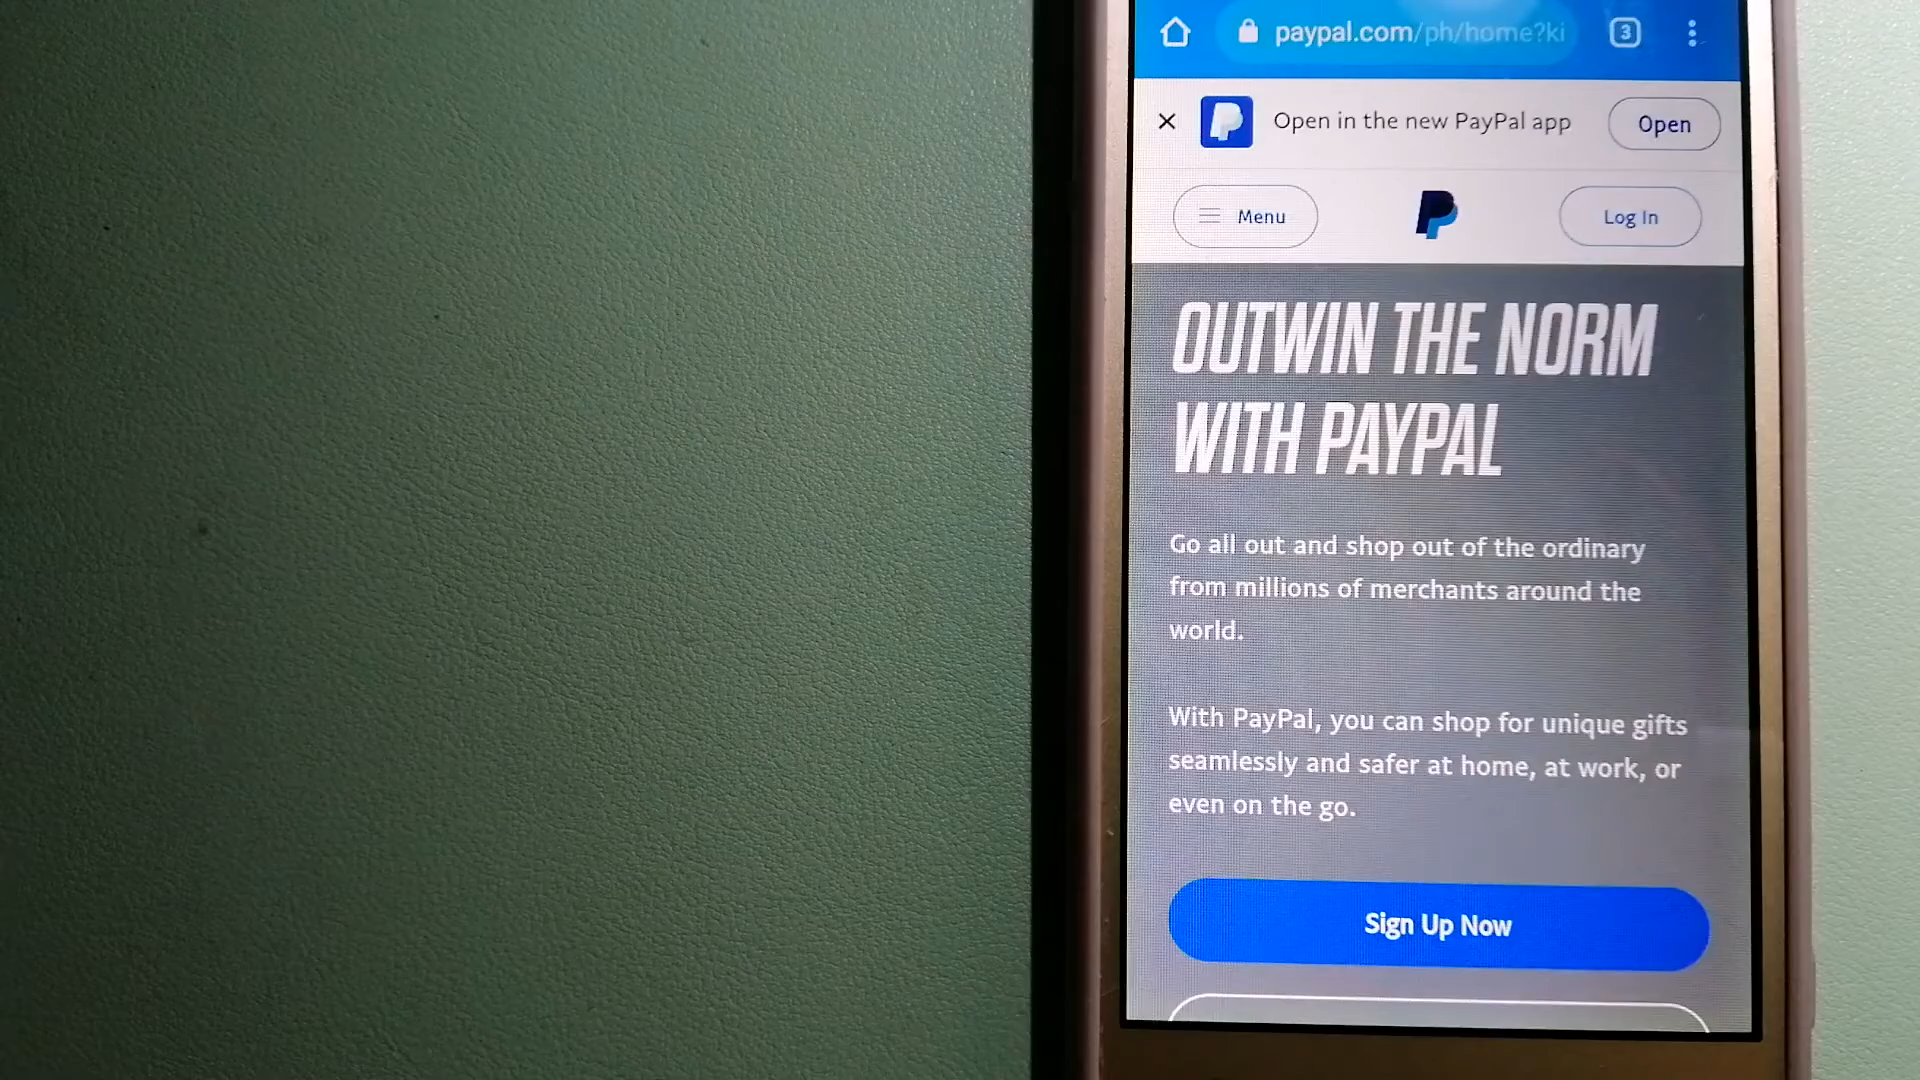 paypal.com/ph/home?ki
3
Open in the new PayPal app
Open
Menu
Log In
OUTWIN THE NORM
WITH PAYPAL
Go all out and shop out of the ordinary
from millions of merchants around the
world.
With PayPal, you can shop for unique gifts
seamlessly and safer at home, at work, or
even on the go.
Sign Up Now